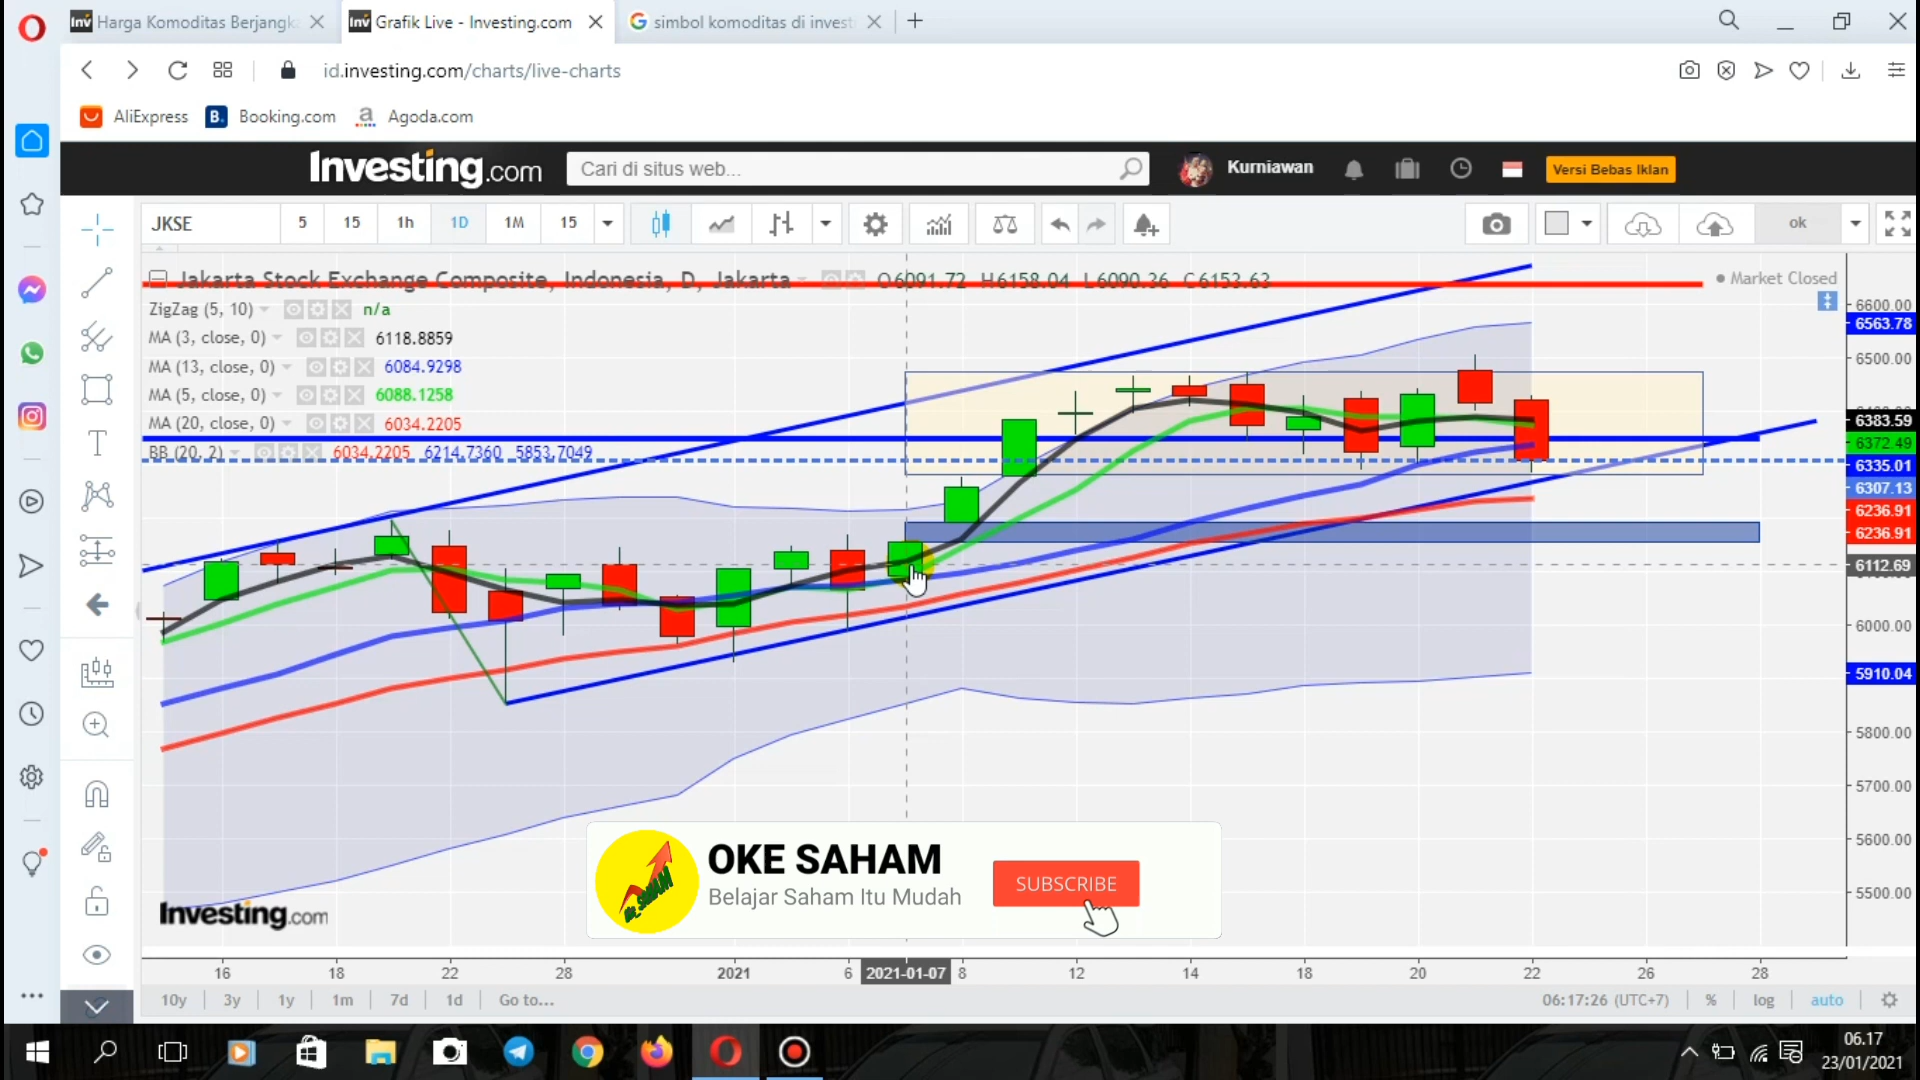 Harga Komoditas Berjangka
Grafik Live - Investing.com
simbol komoditas di invest
id.investing.com/charts/live-charts
AliExpress
Booking.com
Agoda.com
Investing.com
Cari di situs web...
Kurniawan
Versi Bebas Iklan
JKSE 5 15 1h 1D 1M 15
ok
Jakarta Stock Exchange Composite, Indonesia, D, Jakarta O6091.72 H6158.04 L6090.36 C6153.63
Market Closed
ZigZag (5, 10) n/a
MA (3, close, 0) 6118.8859
MA (13, close, 0) 6084.9298
MA (5, close, 0) 6088.1258
MA (20, close, 0) 6034.2205
BB (20, 2) 6034.2205 6214.7360 5853.7049
6600.00
6563.78
6500.00
6383.59
6372.49
6335.01
6307.13
6236.91
6236.91
6112.69
6000.00
5910.04
5800.00
5700.00
5600.00
5500.00
OKE SAHAM
Belajar Saham Itu Mudah
SUBSCRIBE
Investing.com
16 18 22 28 2021 6 2021-01-07 8 12 14 18 20 22 26 28
10y 3y 1y 1m 7d 1d Go to...
06:17:26 (UTC+7) % log auto
06.17
23/01/2021